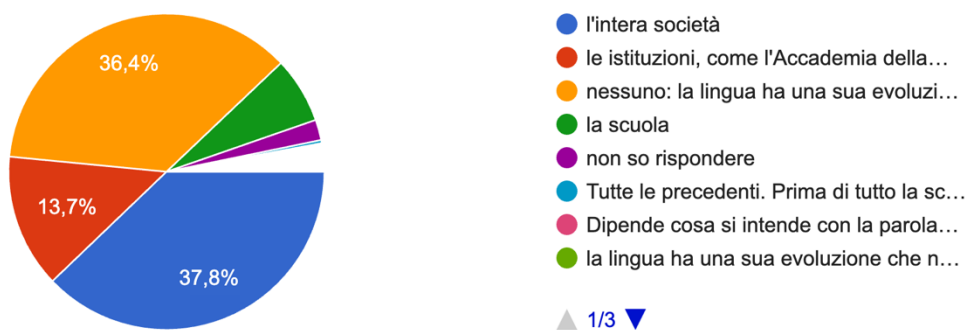 36,4%
13,7%
37,8%
l'intera società
le istituzioni, come l'Accademia della…
nessuno: la lingua ha una sua evoluzi…
la scuola
non so rispondere
Tutte le precedenti. Prima di tutto la sc…
Dipende cosa si intende con la parola…
la lingua ha una sua evoluzione che n…
1/3